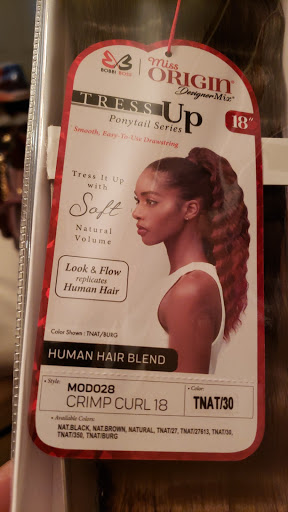 BOBBI BOSS
Miss
ORIGIN
Designer Mix
TRESS Up
Ponytail Series
18"
Smooth, Easy-To-Use Drawstring
Tress It Up
with
Soft
Natural
Volume
Look & Flow
replicates
Human Hair
Color Shown : TNAT/BURG
HUMAN HAIR BLEND
• Style:
MOD028
CRIMP CURL 18
• Color:
TNAT/30
• Available Colors:
NAT.BLACK, NAT.BROWN, NATURAL, TNAT/27, TNAT/27613, TNAT/30,
TNAT/350, TNAT/BURG